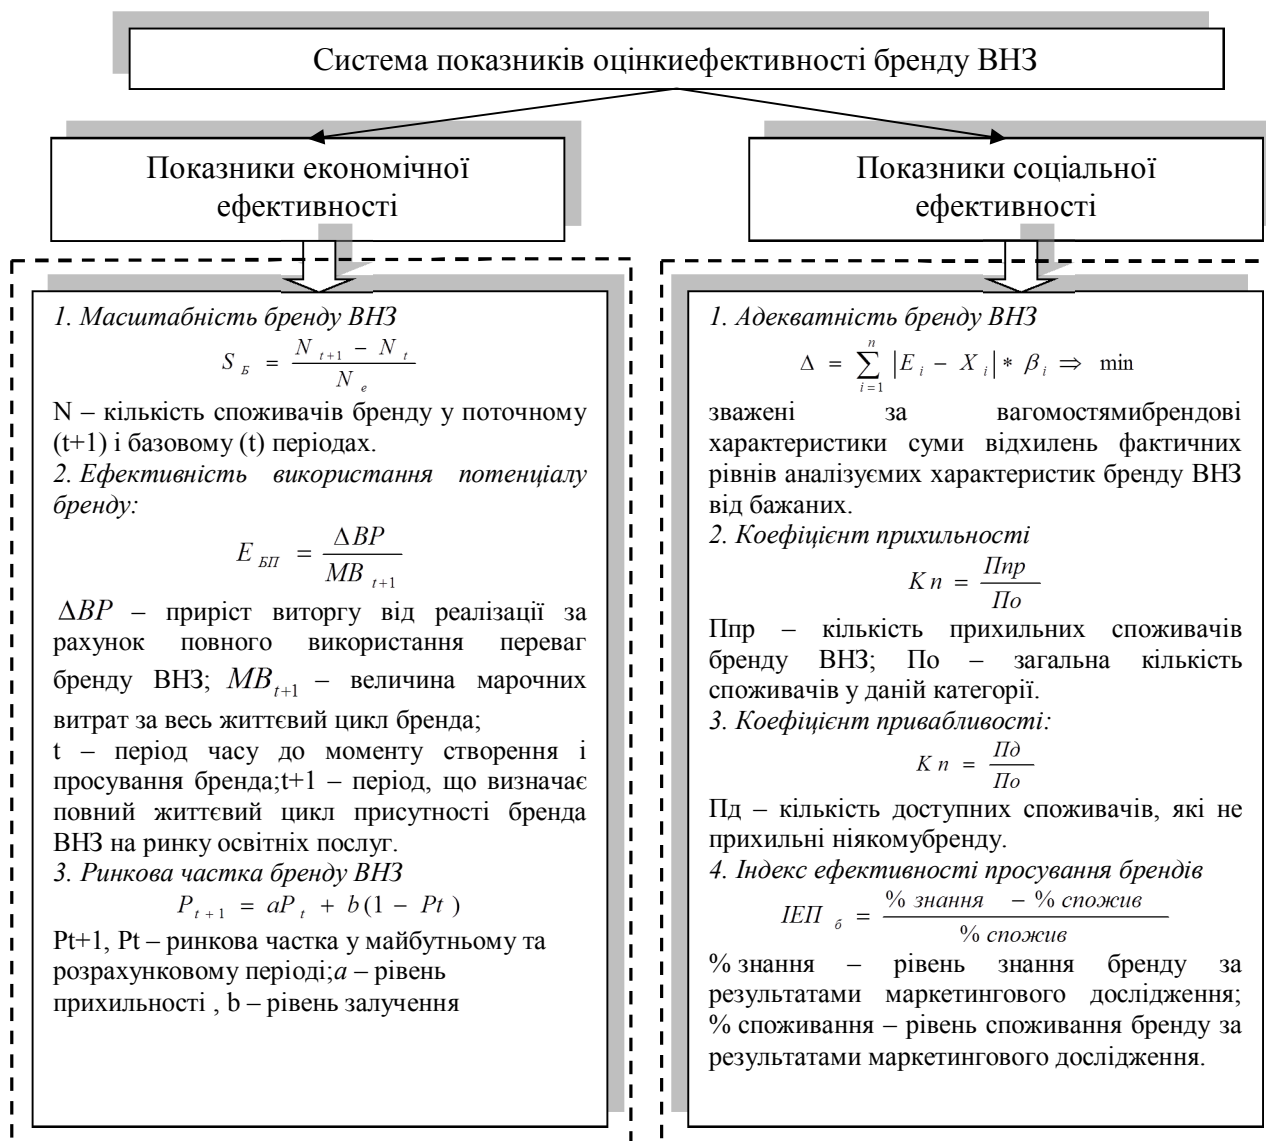 Система показників оцінкиефективності бренду ВНЗ
Показники економічної
ефективності
1. Масштабність бренду ВНЗ
S_Б = (N_{t+1} − N_t) / N_e
N – кількість споживачів бренду у поточному
(t+1) і базовому (t) періодах.
2. Ефективність використання потенціалу
бренду:
E_{БП} = ΔBP / MB_{t+1}
ΔBP – приріст виторгу від реалізації за
рахунок повного використання переваг
бренду ВНЗ; MB_{t+1} – величина марочних
витрат за весь життєвий цикл бренда;
t – період часу до моменту створення і
просування бренда;t+1 – період, що визначає
повний життєвий цикл присутності бренда
ВНЗ на ринку освітніх послуг.
3. Ринкова частка бренду ВНЗ
P_{t+1} = aP_t + b(1 − Pt)
Pt+1, Pt – ринкова частка у майбутньому та
розрахунковому періоді;a – рівень
прихильності , b – рівень залучення
Показники соціальної
ефективності
1. Адекватність бренду ВНЗ
Δ = ∑_{i=1}^{n} |E_i − X_i| * β_i ⇒ min
зважені за вагомостямибрендові
характеристики суми відхилень фактичних
рівнів аналізуємих характеристик бренду ВНЗ
від бажаних.
2. Коефіцієнт прихильності
Kп = Ппр / По
Ппр – кількість прихильних споживачів
бренду ВНЗ; По – загальна кількість
споживачів у даній категорії.
3. Коефіцієнт привабливості:
Kп = Пд / По
Пд – кількість доступних споживачів, які не
прихильні ніякомубренду.
4. Індекс ефективності просування брендів
ІЕП_б = (% знання − % спожив) / % спожив
% знання – рівень знання бренду за
результатами маркетингового дослідження;
% споживання – рівень споживання бренду за
результатами маркетингового дослідження.